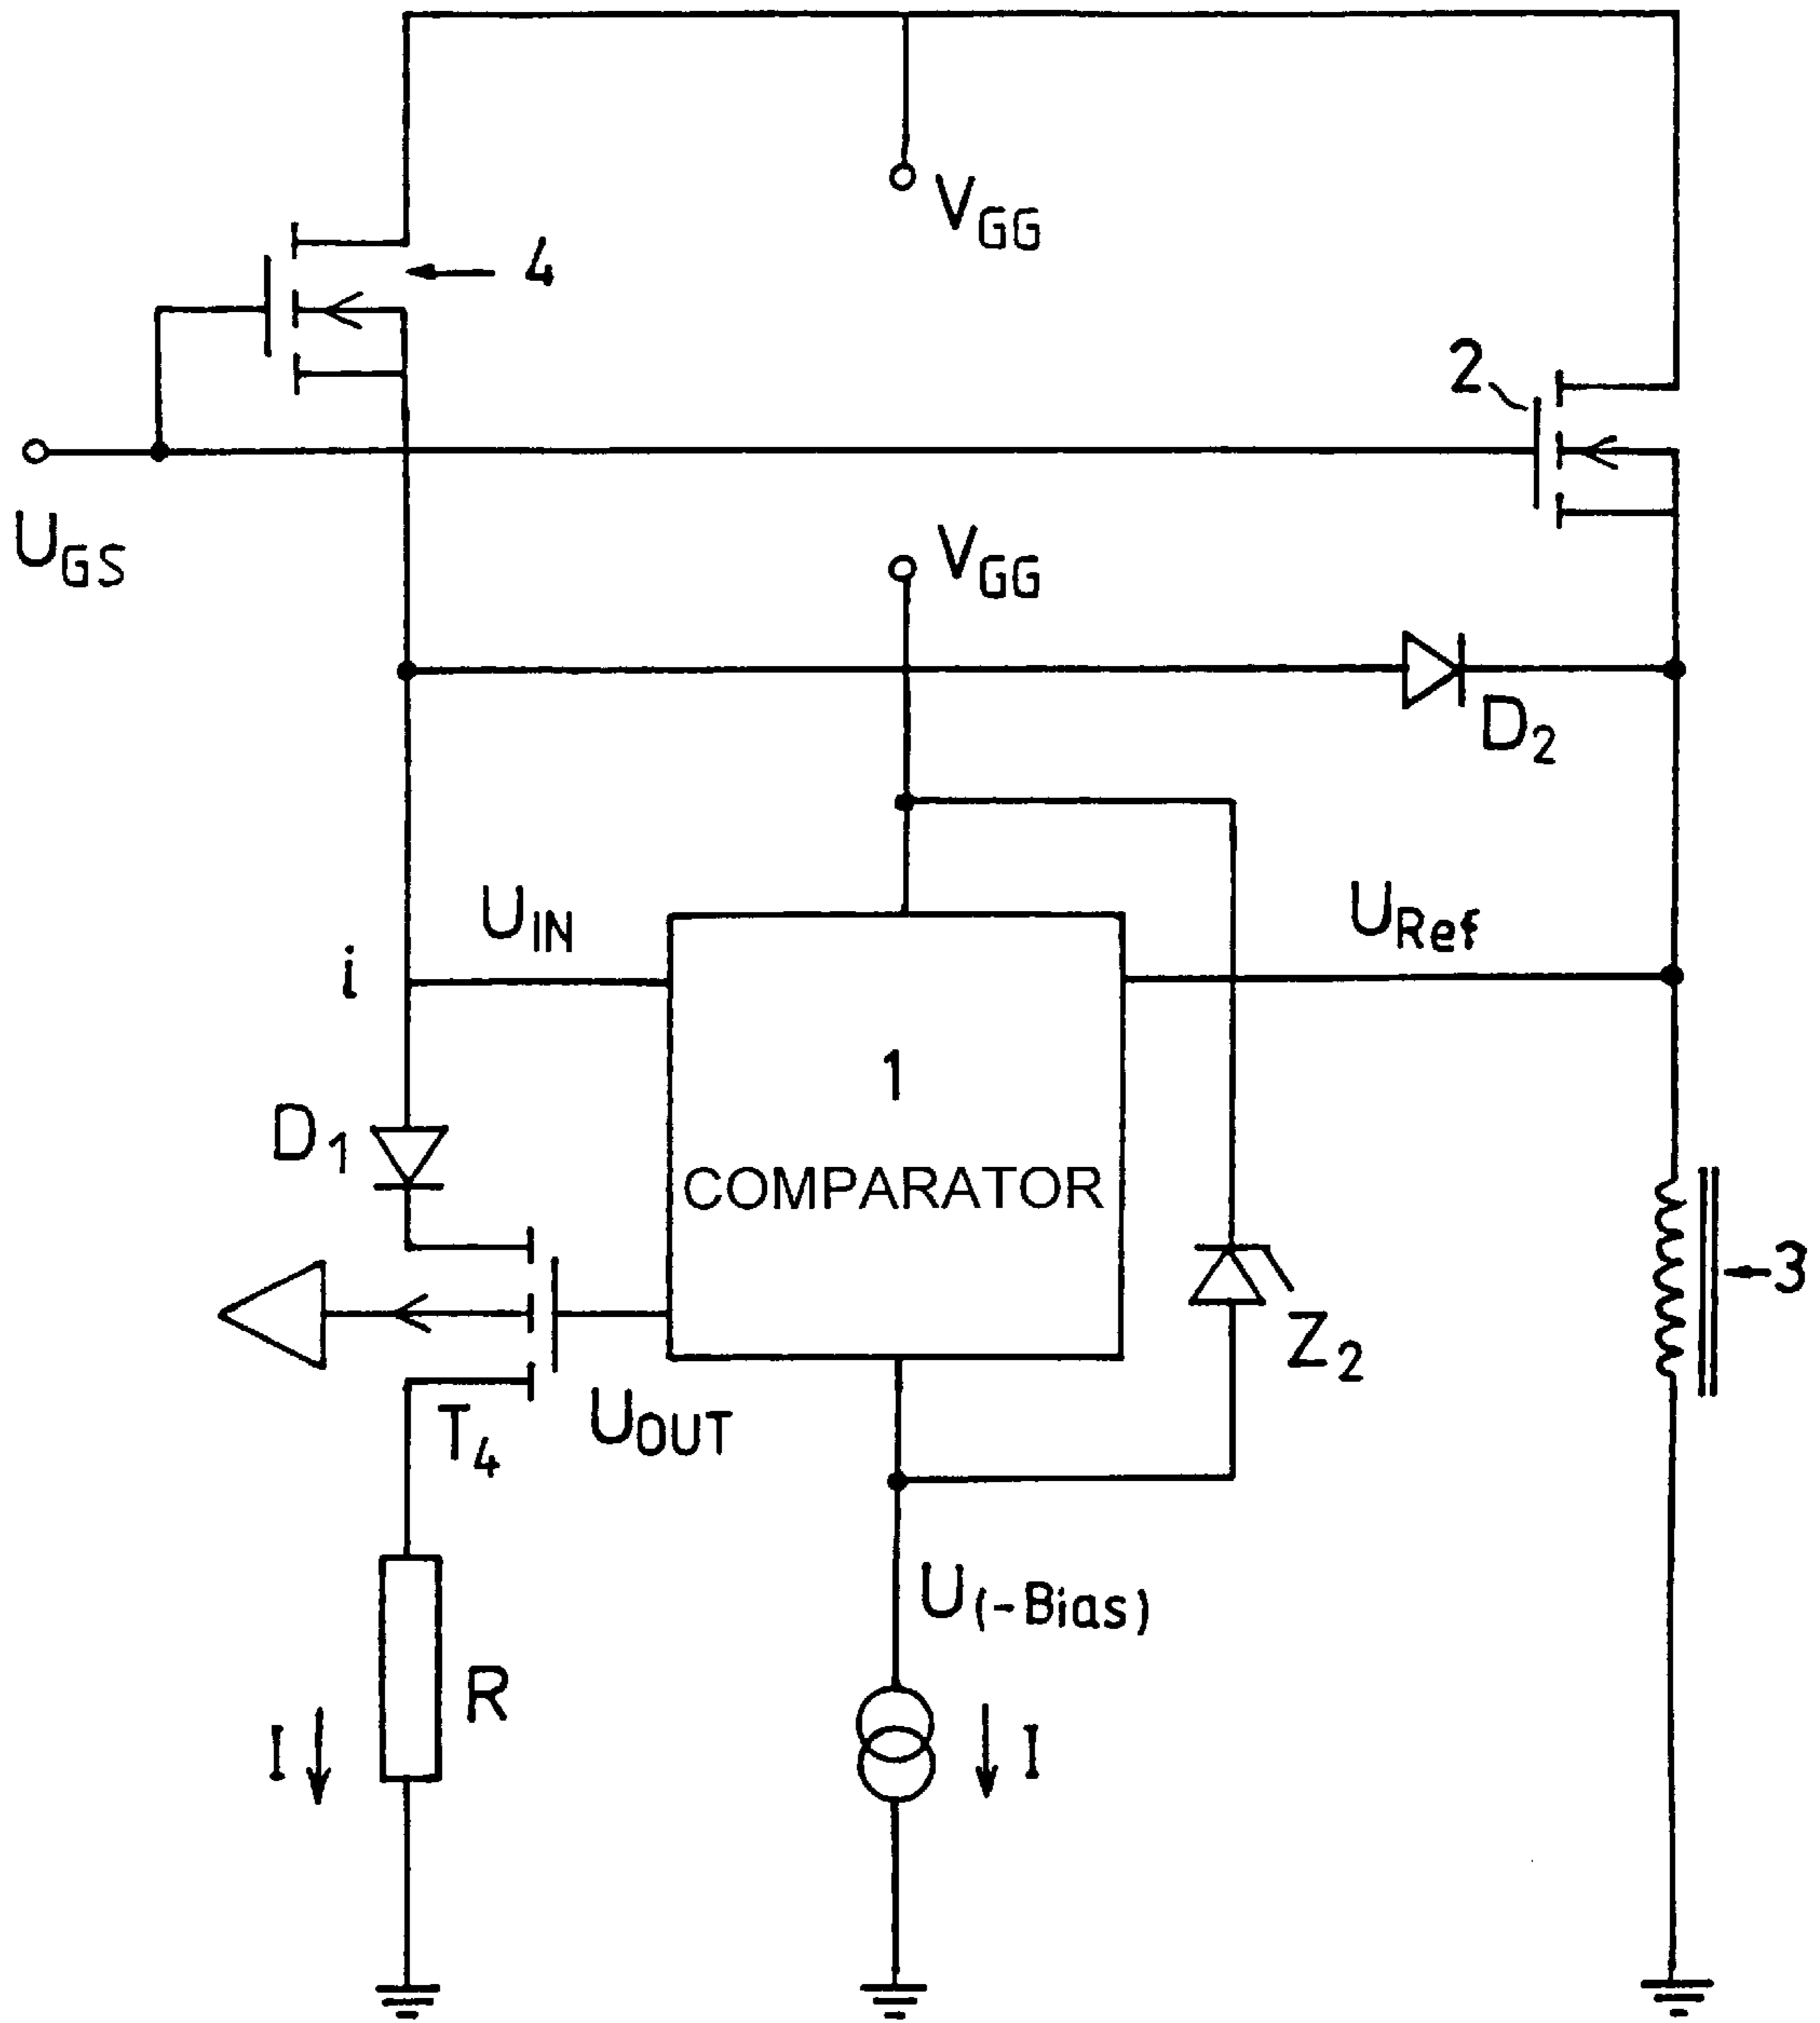 V_GG
4
2
U_GS
V_GG
D_2
U_IN
U_Ref
i
1
D_1
COMPARATOR
3
Z_2
T_4
U_OUT
U_(-Bias)
R
I
I